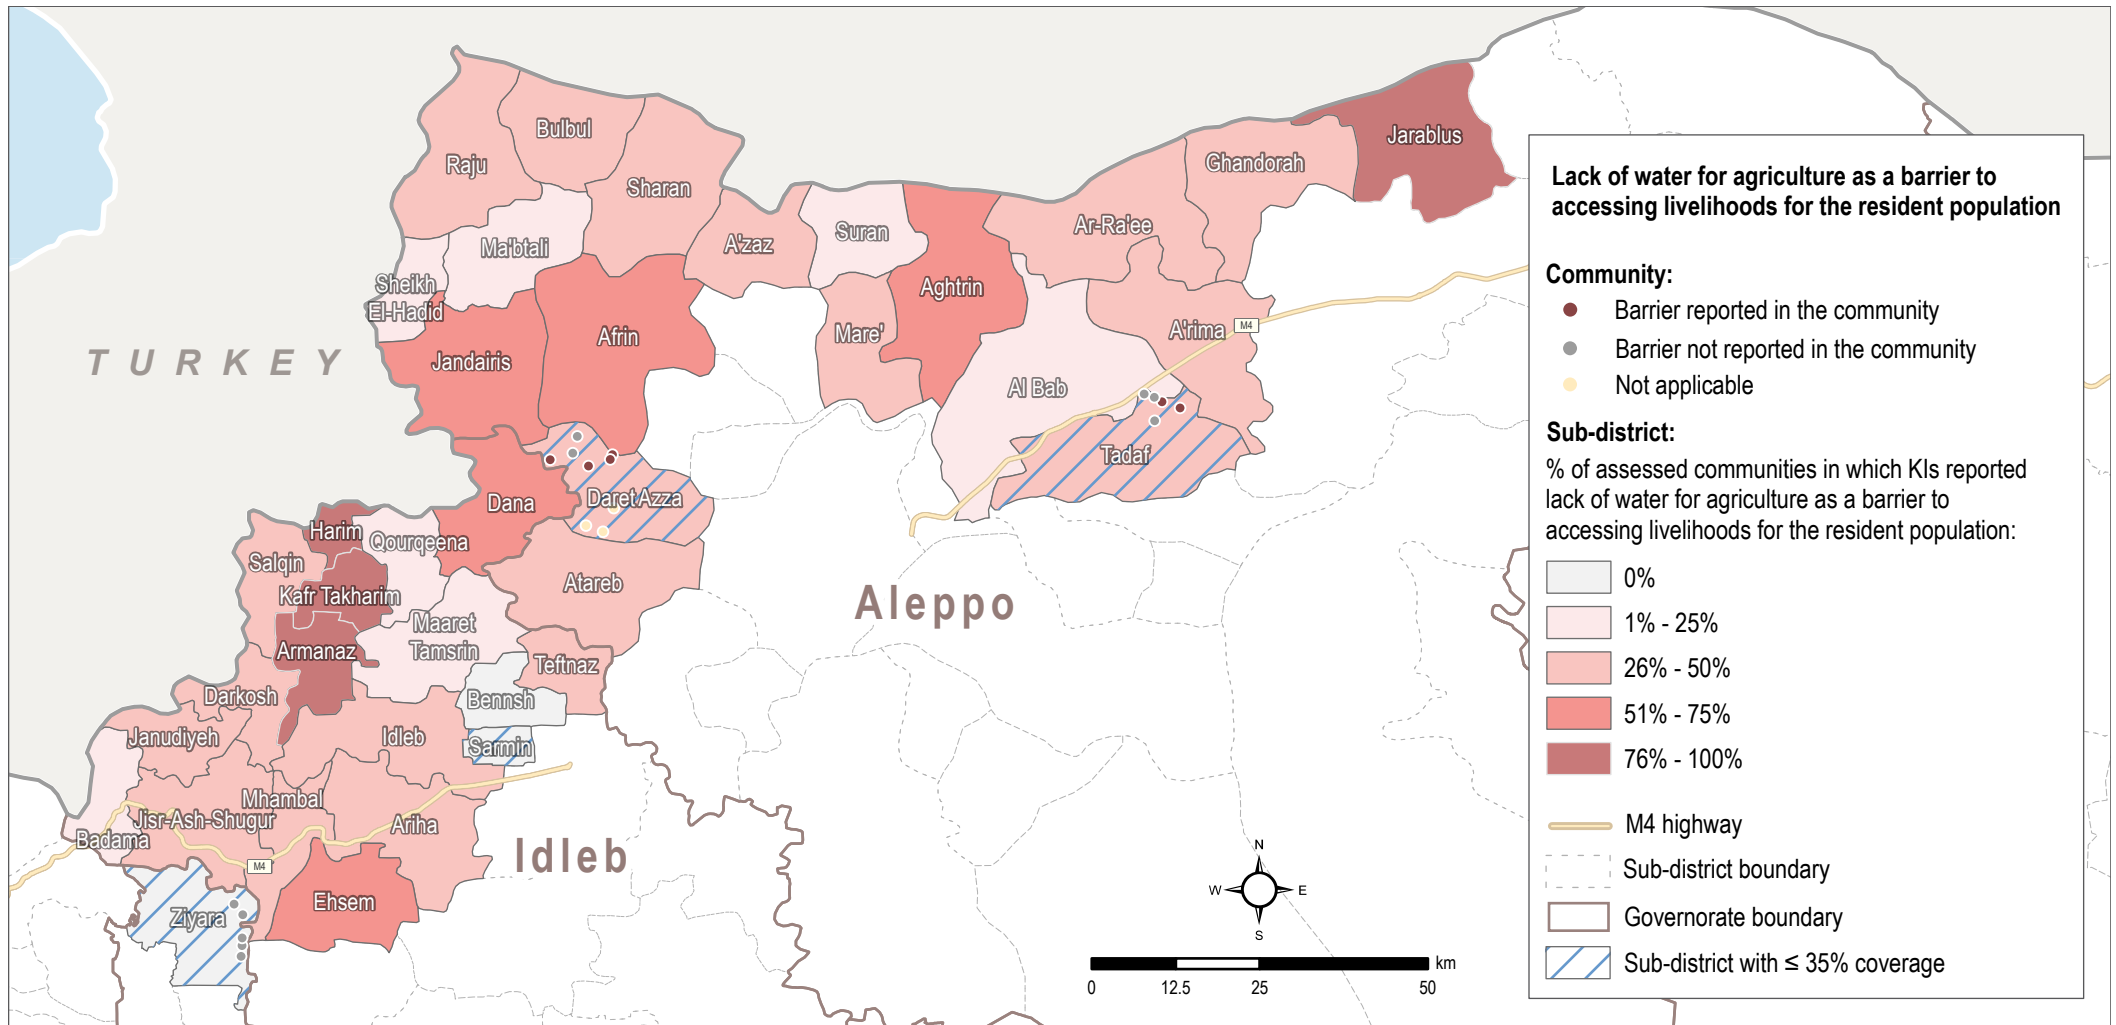 TURKEY
Raju
Bulbul
Sharan
Ma'btali
Sheikh
El-Hadid
Jandairis
Afrin
A'zaz
Suran
Mare'
Aghtrin
Ar-Ra'ee
Ghandorah
Jarablus
Al Bab
A'rima
M4
Tadaf
Dana
Daret Azza
Atareb
Harim
Salqin
Qourqeena
Kafr Takharim
Armanaz
Maaret
Tamsrin
Teftnaz
Bennsh
Sarmin
Darkosh
Janudiyeh
Idleb
Mhambal
Jisr-Ash-Shugur
Badama
Ariha
M4
Ehsem
Ziyara
Aleppo
Idleb
N
W
E
S
km
0
12.5
25
50
Lack of water for agriculture as a barrier to
accessing livelihoods for the resident population
Community:
Barrier reported in the community
Barrier not reported in the community
Not applicable
Sub-district:
% of assessed communities in which KIs reported
lack of water for agriculture as a barrier to
accessing livelihoods for the resident population:
0%
1% - 25%
26% - 50%
51% - 75%
76% - 100%
M4 highway
Sub-district boundary
Governorate boundary
Sub-district with ≤ 35% coverage